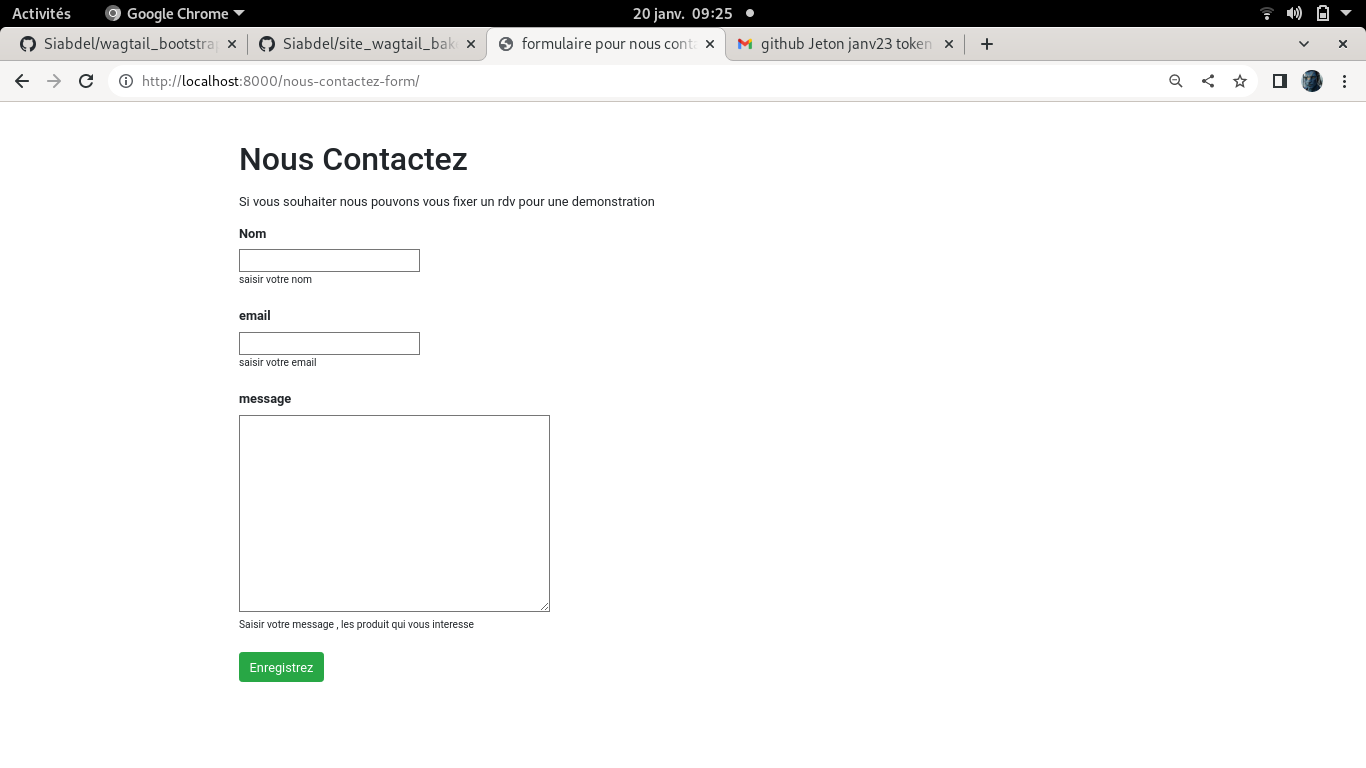 Activités Google Chrome 20 janv. 09:25
Siabdel/wagtail_bootstra Siabdel/site_wagtail_bak formulaire pour nous cont github Jeton janv23 token
http://localhost:8000/nous-contactez-form/
Nous Contactez
Si vous souhaiter nous pouvons vous fixer un rdv pour une demonstration
Nom
saisir votre nom
email
saisir votre email
message
Saisir votre message , les produit qui vous interesse
Enregistrez